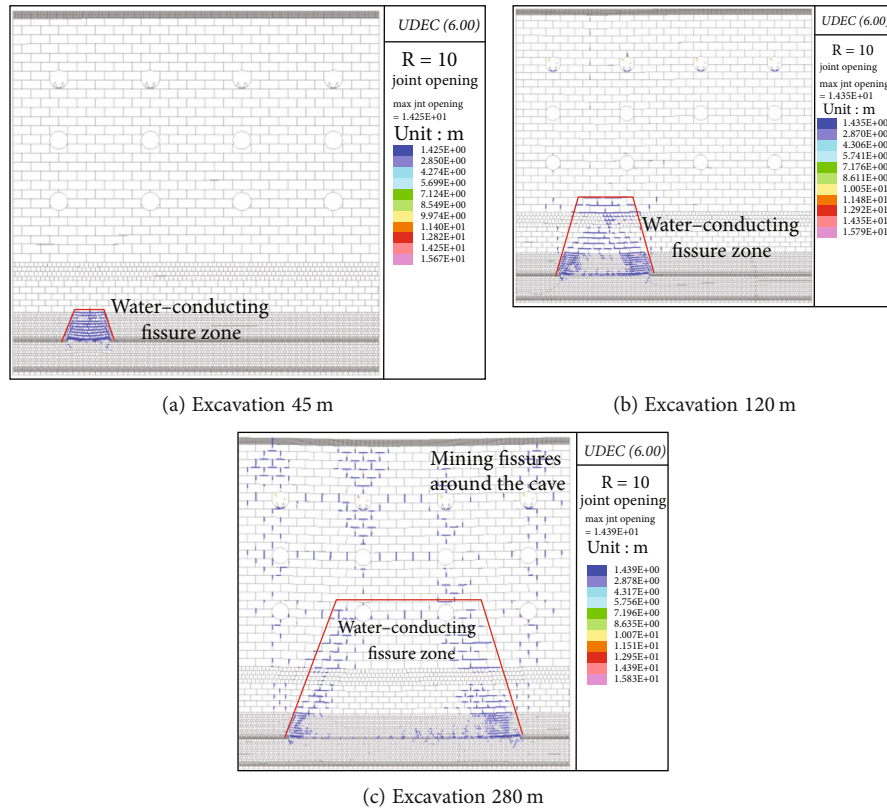 UDEC (6.00)
R = 10
joint opening
max jnt opening
= 1.425E+01
Unit : m
1.425E+00
2.850E+00
4.274E+00
5.699E+00
7.124E+00
8.549E+00
9.974E+00
1.140E+01
1.282E+01
1.425E+01
1.567E+01
Water–conducting
fissure zone
(a) Excavation 45 m
UDEC (6.00)
R = 10
joint opening
max jnt opening
= 1.435E+01
Unit : m
1.435E+00
2.870E+00
4.306E+00
5.741E+00
7.176E+00
8.611E+00
1.005E+01
1.148E+01
1.292E+01
1.435E+01
1.579E+01
Water–conducting
fissure zone
(b) Excavation 120 m
Mining fissures
around the cave
Water–conducting
fissure zone
UDEC (6.00)
R = 10
joint opening
max jnt opening
= 1.439E+01
Unit : m
1.439E+00
2.878E+00
4.317E+00
5.756E+00
7.196E+00
8.635E+00
1.007E+01
1.151E+01
1.295E+01
1.439E+01
1.583E+01
(c) Excavation 280 m